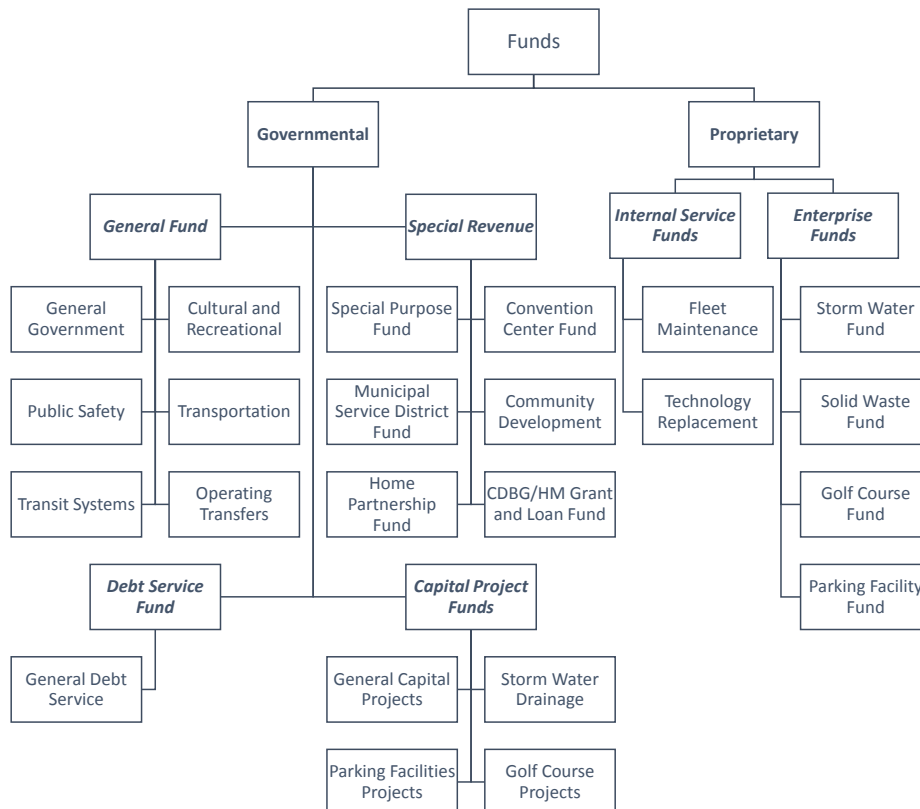 Funds
Governmental
Proprietary
General Fund
Special Revenue
Internal Service
Funds
Enterprise
Funds
General
Government
Cultural and
Recreational
Special Purpose
Fund
Convention
Center Fund
Fleet
Maintenance
Storm Water
Fund
Public Safety
Transportation
Municipal
Service District
Fund
Community
Development
Technology
Replacement
Solid Waste
Fund
Transit Systems
Operating
Transfers
Home
Partnership
Fund
CDBG/HM Grant
and Loan Fund
Golf Course
Fund
Debt Service
Fund
Capital Project
Funds
Parking Facility
Fund
General Debt
Service
General Capital
Projects
Storm Water
Drainage
Parking Facilities
Projects
Golf Course
Projects